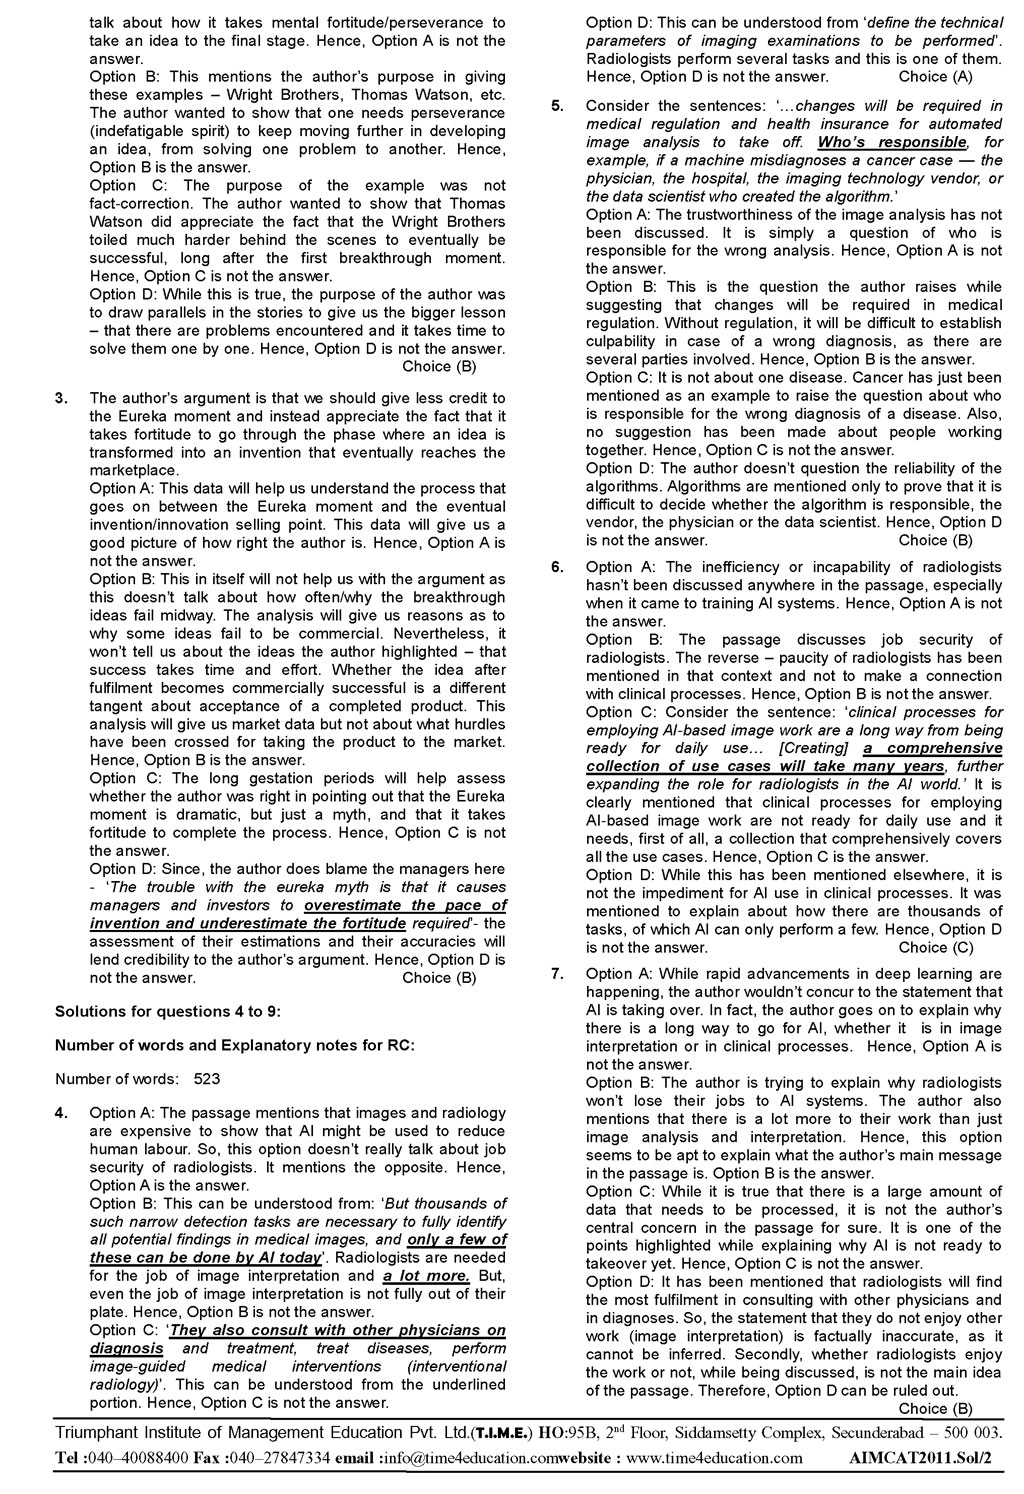 talk about how it takes mental fortitude/perseverance to
take an idea to the final stage. Hence, Option A is not the
answer.
Option B: This mentions the author's purpose in giving
these examples – Wright Brothers, Thomas Watson, etc.
The author wanted to show that one needs perseverance
(indefatigable spirit) to keep moving further in developing
an idea, from solving one problem to another. Hence,
Option B is the answer.
Option C: The purpose of the example was not
fact-correction. The author wanted to show that Thomas
Watson did appreciate the fact that the Wright Brothers
toiled much harder behind the scenes to eventually be
successful, long after the first breakthrough moment.
Hence, Option C is not the answer.
Option D: While this is true, the purpose of the author was
to draw parallels in the stories to give us the bigger lesson
– that there are problems encountered and it takes time to
solve them one by one. Hence, Option D is not the answer.
Choice (B)
3. The author's argument is that we should give less credit to
the Eureka moment and instead appreciate the fact that it
takes fortitude to go through the phase where an idea is
transformed into an invention that eventually reaches the
marketplace.
Option A: This data will help us understand the process that
goes on between the Eureka moment and the eventual
invention/innovation selling point. This data will give us a
good picture of how right the author is. Hence, Option A is
not the answer.
Option B: This in itself will not help us with the argument as
this doesn't talk about how often/why the breakthrough
ideas fail midway. The analysis will give us reasons as to
why some ideas fail to be commercial. Nevertheless, it
won't tell us about the ideas the author highlighted – that
success takes time and effort. Whether the idea after
fulfilment becomes commercially successful is a different
tangent about acceptance of a completed product. This
analysis will give us market data but not about what hurdles
have been crossed for taking the product to the market.
Hence, Option B is the answer.
Option C: The long gestation periods will help assess
whether the author was right in pointing out that the Eureka
moment is dramatic, but just a myth, and that it takes
fortitude to complete the process. Hence, Option C is not
the answer.
Option D: Since, the author does blame the managers here
- 'The trouble with the eureka myth is that it causes
managers and investors to overestimate the pace of
invention and underestimate the fortitude required'- the
assessment of their estimations and their accuracies will
lend credibility to the author's argument. Hence, Option D is
not the answer. Choice (B)
Solutions for questions 4 to 9:
Number of words and Explanatory notes for RC:
Number of words: 523
4. Option A: The passage mentions that images and radiology
are expensive to show that AI might be used to reduce
human labour. So, this option doesn't really talk about job
security of radiologists. It mentions the opposite. Hence,
Option A is the answer.
Option B: This can be understood from: 'But thousands of
such narrow detection tasks are necessary to fully identify
all potential findings in medical images, and only a few of
these can be done by AI today'. Radiologists are needed
for the job of image interpretation and a lot more. But,
even the job of image interpretation is not fully out of their
plate. Hence, Option B is not the answer.
Option C: 'They also consult with other physicians on
diagnosis and treatment, treat diseases, perform
image-guided medical interventions (interventional
radiology)'. This can be understood from the underlined
portion. Hence, Option C is not the answer.
Option D: This can be understood from 'define the technical
parameters of imaging examinations to be performed'.
Radiologists perform several tasks and this is one of them.
Hence, Option D is not the answer. Choice (A)
5. Consider the sentences: '…changes will be required in
medical regulation and health insurance for automated
image analysis to take off. Who's responsible, for
example, if a machine misdiagnoses a cancer case — the
physician, the hospital, the imaging technology vendor, or
the data scientist who created the algorithm.'
Option A: The trustworthiness of the image analysis has not
been discussed. It is simply a question of who is
responsible for the wrong analysis. Hence, Option A is not
the answer.
Option B: This is the question the author raises while
suggesting that changes will be required in medical
regulation. Without regulation, it will be difficult to establish
culpability in case of a wrong diagnosis, as there are
several parties involved. Hence, Option B is the answer.
Option C: It is not about one disease. Cancer has just been
mentioned as an example to raise the question about who
is responsible for the wrong diagnosis of a disease. Also,
no suggestion has been made about people working
together. Hence, Option C is not the answer.
Option D: The author doesn't question the reliability of the
algorithms. Algorithms are mentioned only to prove that it is
difficult to decide whether the algorithm is responsible, the
vendor, the physician or the data scientist. Hence, Option D
is not the answer. Choice (B)
6. Option A: The inefficiency or incapability of radiologists
hasn't been discussed anywhere in the passage, especially
when it came to training AI systems. Hence, Option A is not
the answer.
Option B: The passage discusses job security of
radiologists. The reverse – paucity of radiologists has been
mentioned in that context and not to make a connection
with clinical processes. Hence, Option B is not the answer.
Option C: Consider the sentence: 'clinical processes for
employing AI-based image work are a long way from being
ready for daily use… [Creating] a comprehensive
collection of use cases will take many years, further
expanding the role for radiologists in the AI world.' It is
clearly mentioned that clinical processes for employing
AI-based image work are not ready for daily use and it
needs, first of all, a collection that comprehensively covers
all the use cases. Hence, Option C is the answer.
Option D: While this has been mentioned elsewhere, it is
not the impediment for AI use in clinical processes. It was
mentioned to explain about how there are thousands of
tasks, of which AI can only perform a few. Hence, Option D
is not the answer. Choice (C)
7. Option A: While rapid advancements in deep learning are
happening, the author wouldn't concur to the statement that
AI is taking over. In fact, the author goes on to explain why
there is a long way to go for AI, whether it is in image
interpretation or in clinical processes. Hence, Option A is
not the answer.
Option B: The author is trying to explain why radiologists
won't lose their jobs to AI systems. The author also
mentions that there is a lot more to their work than just
image analysis and interpretation. Hence, this option
seems to be apt to explain what the author's main message
in the passage is. Option B is the answer.
Option C: While it is true that there is a large amount of
data that needs to be processed, it is not the author's
central concern in the passage for sure. It is one of the
points highlighted while explaining why AI is not ready to
takeover yet. Hence, Option C is not the answer.
Option D: It has been mentioned that radiologists will find
the most fulfilment in consulting with other physicians and
in diagnoses. So, the statement that they do not enjoy other
work (image interpretation) is factually inaccurate, as it
cannot be inferred. Secondly, whether radiologists enjoy
the work or not, while being discussed, is not the main idea
of the passage. Therefore, Option D can be ruled out.
Choice (B)
Triumphant Institute of Management Education Pvt. Ltd.(T.I.M.E.) HO:95B, 2nd Floor, Siddamsetty Complex, Secunderabad – 500 003.
Tel :040–40088400 Fax :040–27847334 email :info@time4education.comwebsite : www.time4education.com AIMCAT2011.Sol/2